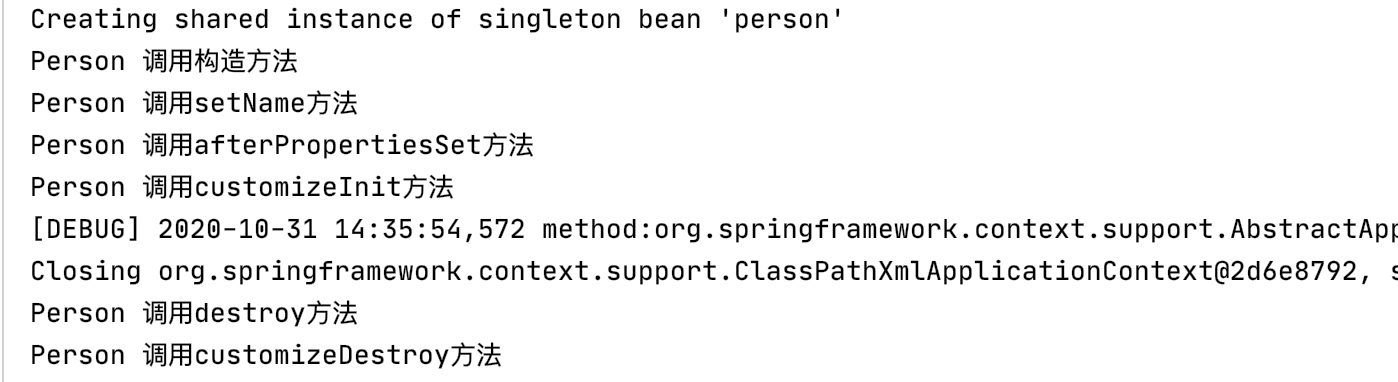 Creating shared instance of singleton bean 'person'
Person 调用构造方法
Person 调用setName方法
Person 调用afterPropertiesSet方法
Person 调用customizeInit方法
[DEBUG] 2020-10-31 14:35:54,572 method:org.springframework.context.support.AbstractApp
Closing org.springframework.context.support.ClassPathXmlApplicationContext@2d6e8792, s
Person 调用destroy方法
Person 调用customizeDestroy方法